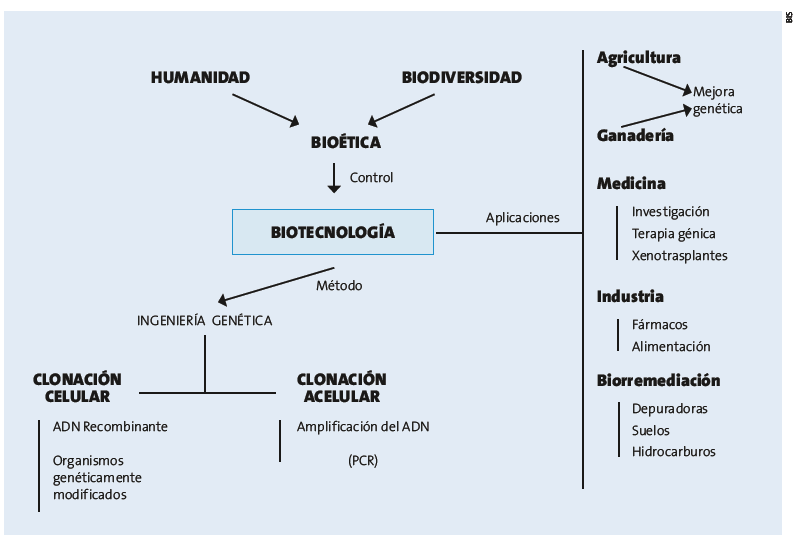 BIS
HUMANIDAD
BIODIVERSIDAD
BIOÉTICA
Control
BIOTECNOLOGÍA
Aplicaciones
Método
INGENIERÍA GENÉTICA
CLONACIÓN
CELULAR
ADN Recombinante
Organismos
genéticamente
modificados
CLONACIÓN
ACELULAR
Amplificación del ADN
(PCR)
Agricultura
Mejora
genética
Ganadería
Medicina
Investigación
Terapia génica
Xenotrasplantes
Industria
Fármacos
Alimentación
Biorremediación
Depuradoras
Suelos
Hidrocarburos